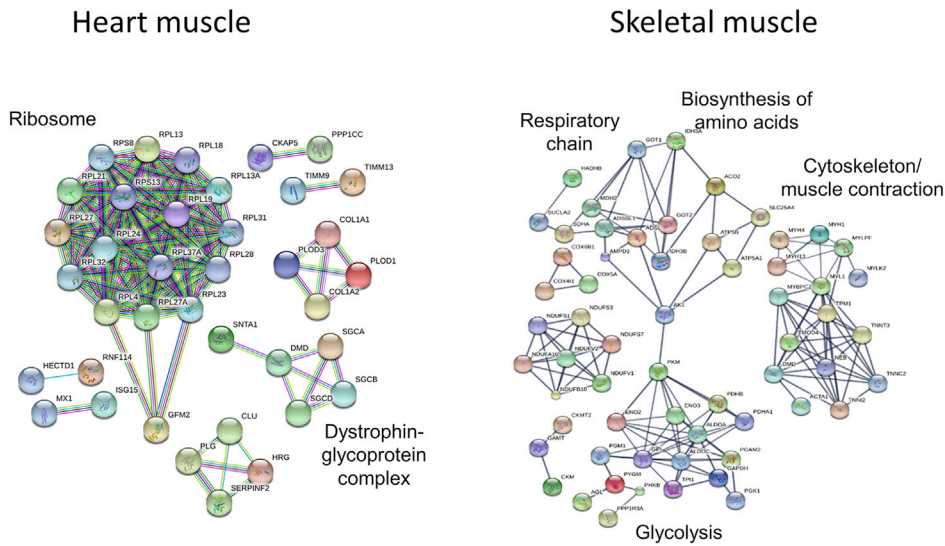 Heart muscle
Skeletal muscle
Ribosome
RPL13
RPS8
RPL18
RPL21
RPS13
RPL13A
RPL19
RPL27
RPL24
RPL31
RPL32
RPL37A
RPL28
RPL4
RPL27A
RPL23
GFM2
CKAP5
PPP1CC
TIMM9
TIMM13
COL1A1
PLOD3
PLOD1
COL1A2
SNTA1
DMD
SGCA
SGCB
SGCD
HECTD1
RNF114
MX1
ISG15
CLU
PLG
HRG
SERPINF2
Dystrophin-
glycoprotein
complex
Respiratory
chain
Biosynthesis of
amino acids
Cytoskeleton/
muscle contraction
GOT1
IDH3A
HADHB
ACO2
MDH2
SUCLA2
SDHA
ADSSL1
ADSL
GOT2
SLC25A4
AMPD1
IDH3B
ATP5B
ATP5A1
COX6B1
COX5A
COX4I1
AK1
NDUFS1
NDUFS3
NDUFS7
NDUFA10
NDUFV2
NDUFV1
NDUFB10
PKM
MYH4
MYH1
MYLPF
MYH13
MYL1
MYLK2
MYBPC2
TPM1
TMOD4
TNNT3
DMD
NEB
TNNC2
ACTA1
TNNI2
CKMT2
GAMT
CKM
ENO2
ENO3
PDHB
PDHA1
ALDOA
PGM1
GPI
ALDOC
PGAM2
PYGM
GAPDH
AGL
PHKB
TPI1
PGK1
PPP1R3A
Glycolysis